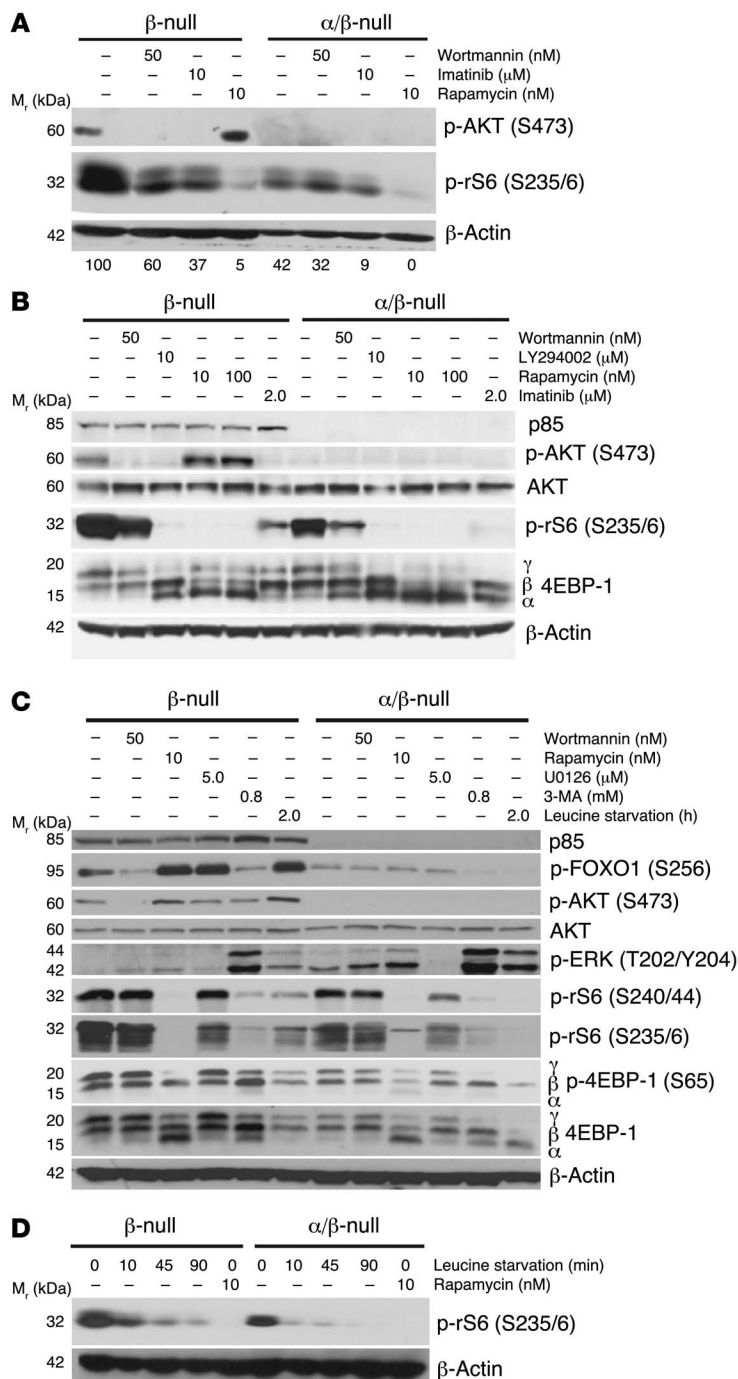 A
β-null α/β-null
– 50 – – – 50 – – Wortmannin (nM)
– – 10 – – – 10 – Imatinib (μM)
– – – 10 – – – 10 Rapamycin (nM)
Mr (kDa)
60 p-AKT (S473)
32 p-rS6 (S235/6)
42 β-Actin
100 60 37 5 42 32 9 0
B
β-null α/β-null
– 50 – – – – – 50 – – – – Wortmannin (nM)
– – 10 – – – – – 10 – – – LY294002 (μM)
– – – 10 100 – – – – 10 100 – Rapamycin (nM)
– – – – – 2.0 – – – – – 2.0 Imatinib (μM)
Mr (kDa)
85 p85
60 p-AKT (S473)
60 AKT
32 p-rS6 (S235/6)
20 γ
β 4EBP-1
15 α
42 β-Actin
C
β-null α/β-null
– 50 – – – – – 50 – – – – Wortmannin (nM)
– – 10 – – – – – 10 – – – Rapamycin (nM)
– – – 5.0 – – – – – 5.0 – – U0126 (μM)
– – – – 0.8 – – – – – 0.8 – 3-MA (mM)
– – – – – 2.0 – – – – – 2.0 Leucine starvation (h)
Mr (kDa)
85 p85
95 p-FOXO1 (S256)
60 p-AKT (S473)
60 AKT
44
42 p-ERK (T202/Y204)
32 p-rS6 (S240/44)
32 p-rS6 (S235/6)
20 γ
β p-4EBP-1 (S65)
15 α
20 γ
β 4EBP-1
15 α
42 β-Actin
D
β-null α/β-null
0 10 45 90 0 0 10 45 90 0 Leucine starvation (min)
– – – – 10 – – – – 10 Rapamycin (nM)
Mr (kDa)
32 p-rS6 (S235/6)
42 β-Actin